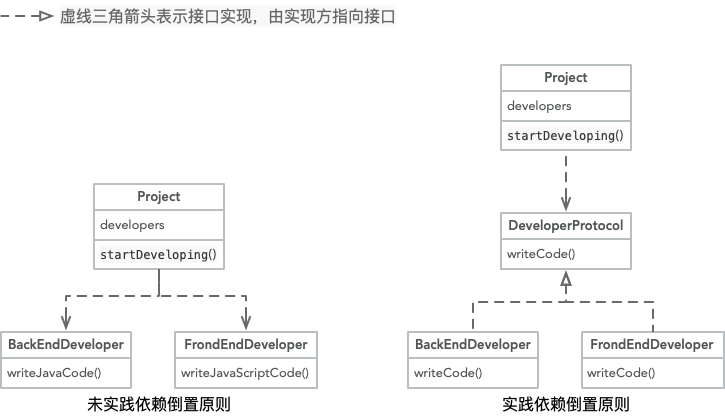 虚线三角箭头表示接口实现，由实现方指向接口
Project
developers
startDeveloping()
BackEndDeveloper
writeJavaCode()
FrondEndDeveloper
writeJavaScriptCode()
未实践依赖倒置原则
Project
developers
startDeveloping()
DeveloperProtocol
writeCode()
BackEndDeveloper
writeCode()
FrondEndDeveloper
writeCode()
实践依赖倒置原则